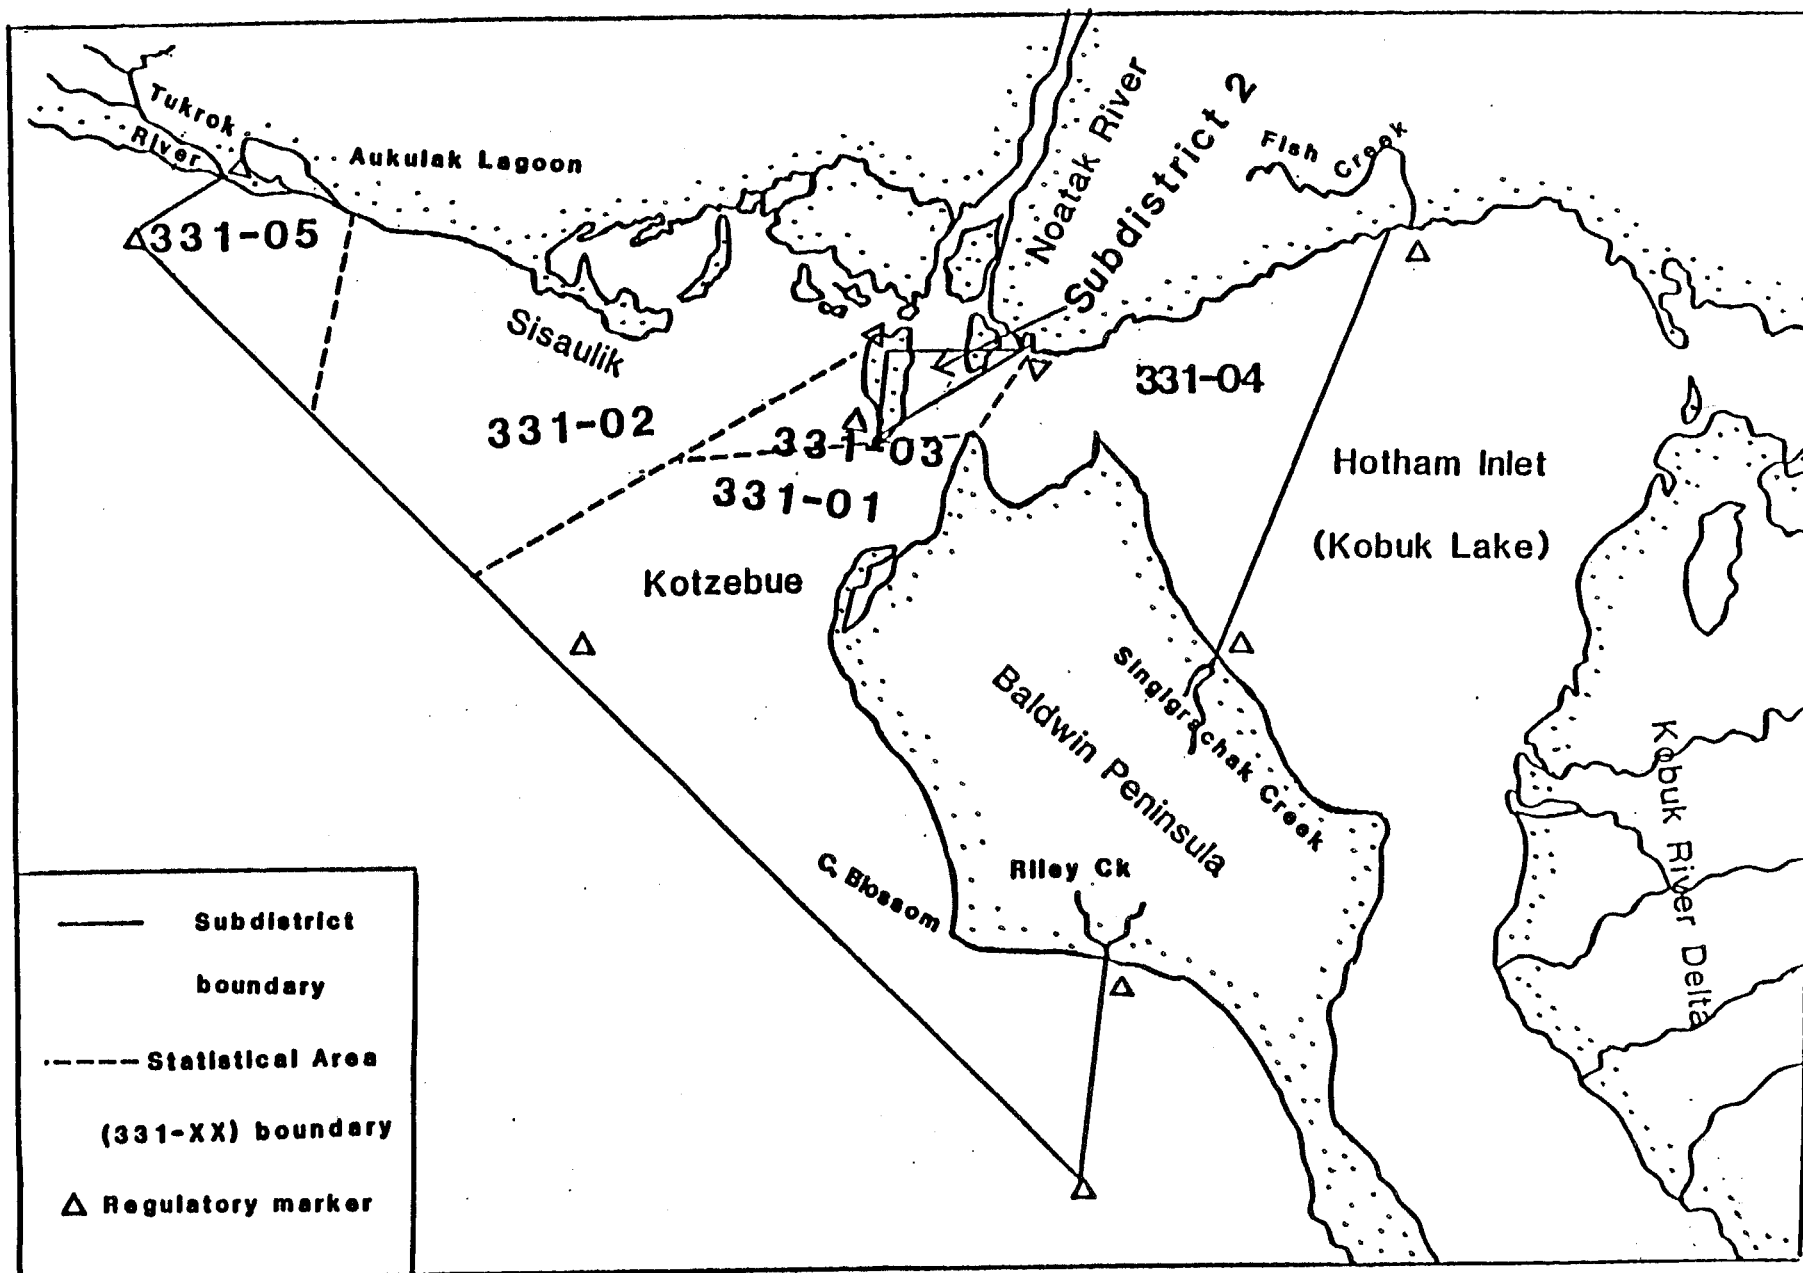 Tukrok
River
Aukulak Lagoon
Noatak River
Subdistrict 2
Fish Creek
331-05
Sisaulik
331-02
331-04
331-03
331-01
Hotham Inlet
(Kobuk Lake)
Kotzebue
Singigrachak Creek
Baldwin Peninsula
Kobuk River Delta
C. Blossom
Riley Ck
Subdistrict
boundary
Statistical Area
(331-XX) boundary
Regulatory marker